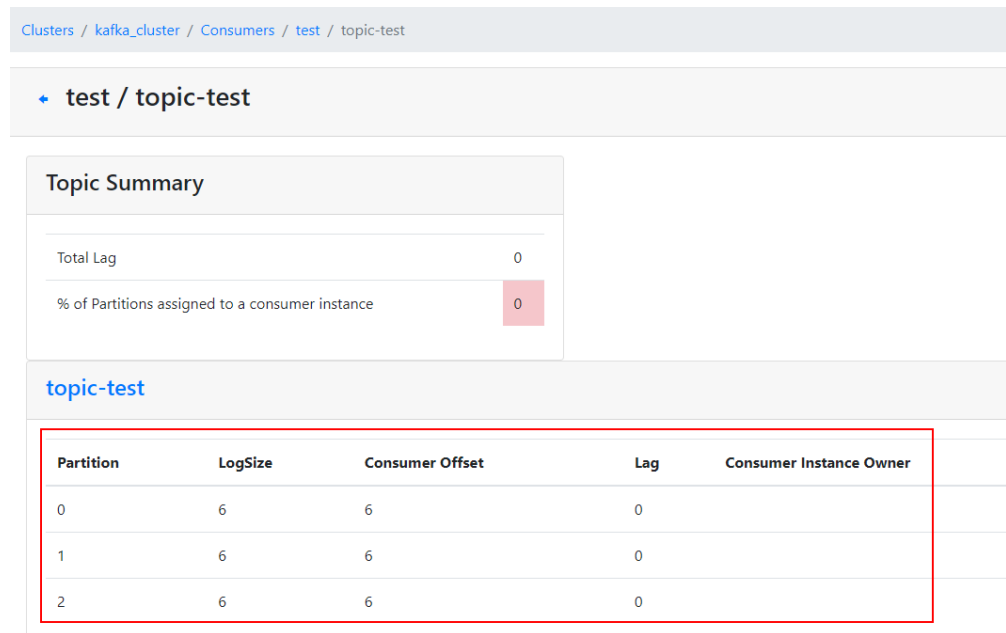 Clusters / kafka_cluster / Consumers / test / topic-test
test / topic-test
Topic Summary
Total Lag 0
% of Partitions assigned to a consumer instance 0
topic-test
Partition LogSize Consumer Offset Lag Consumer Instance Owner
0 6 6 0
1 6 6 0
2 6 6 0